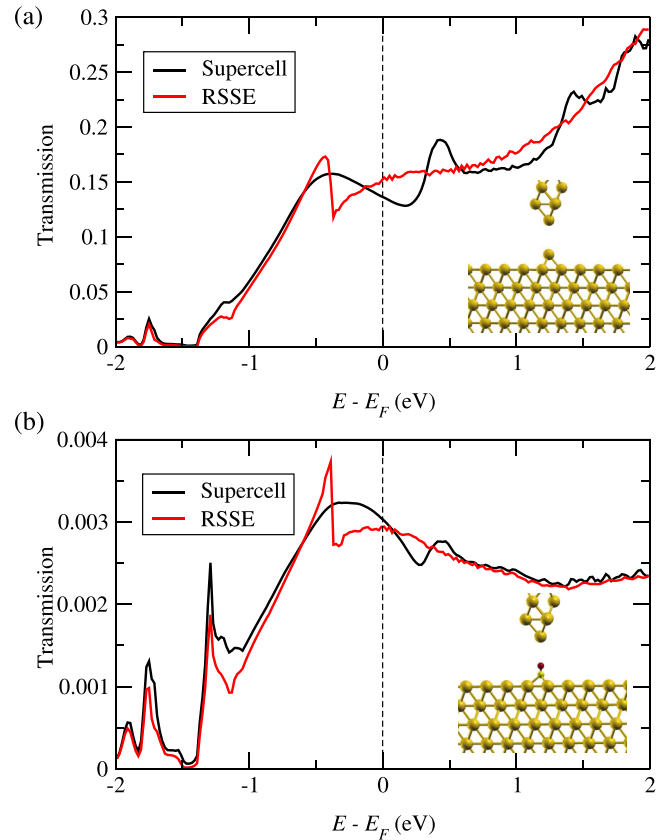 (a)
0.3
0.25
0.2
0.15
0.1
0.05
0
Transmission
Supercell
RSSE
-2 -1 0 1 2
E - E_F (eV)
(b)
0.004
0.003
0.002
0.001
0
Transmission
Supercell
RSSE
-2 -1 0 1 2
E - E_F (eV)